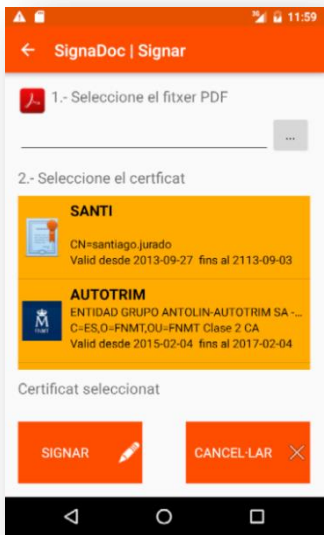 11:59
SignaDoc | Signar
1.- Seleccione el fitxer PDF
...
2.- Seleccione el certficat
SANTI
CN=santiago.jurado
Valid desde 2013-09-27 fins al 2113-09-03
AUTOTRIM
ENTIDAD GRUPO ANTOLIN-AUTOTRIM SA -...
C=ES,O=FNMT,OU=FNMT Clase 2 CA
Valid desde 2015-02-04 fins al 2017-02-04
Certificat seleccionat
SIGNAR
CANCEL·LAR